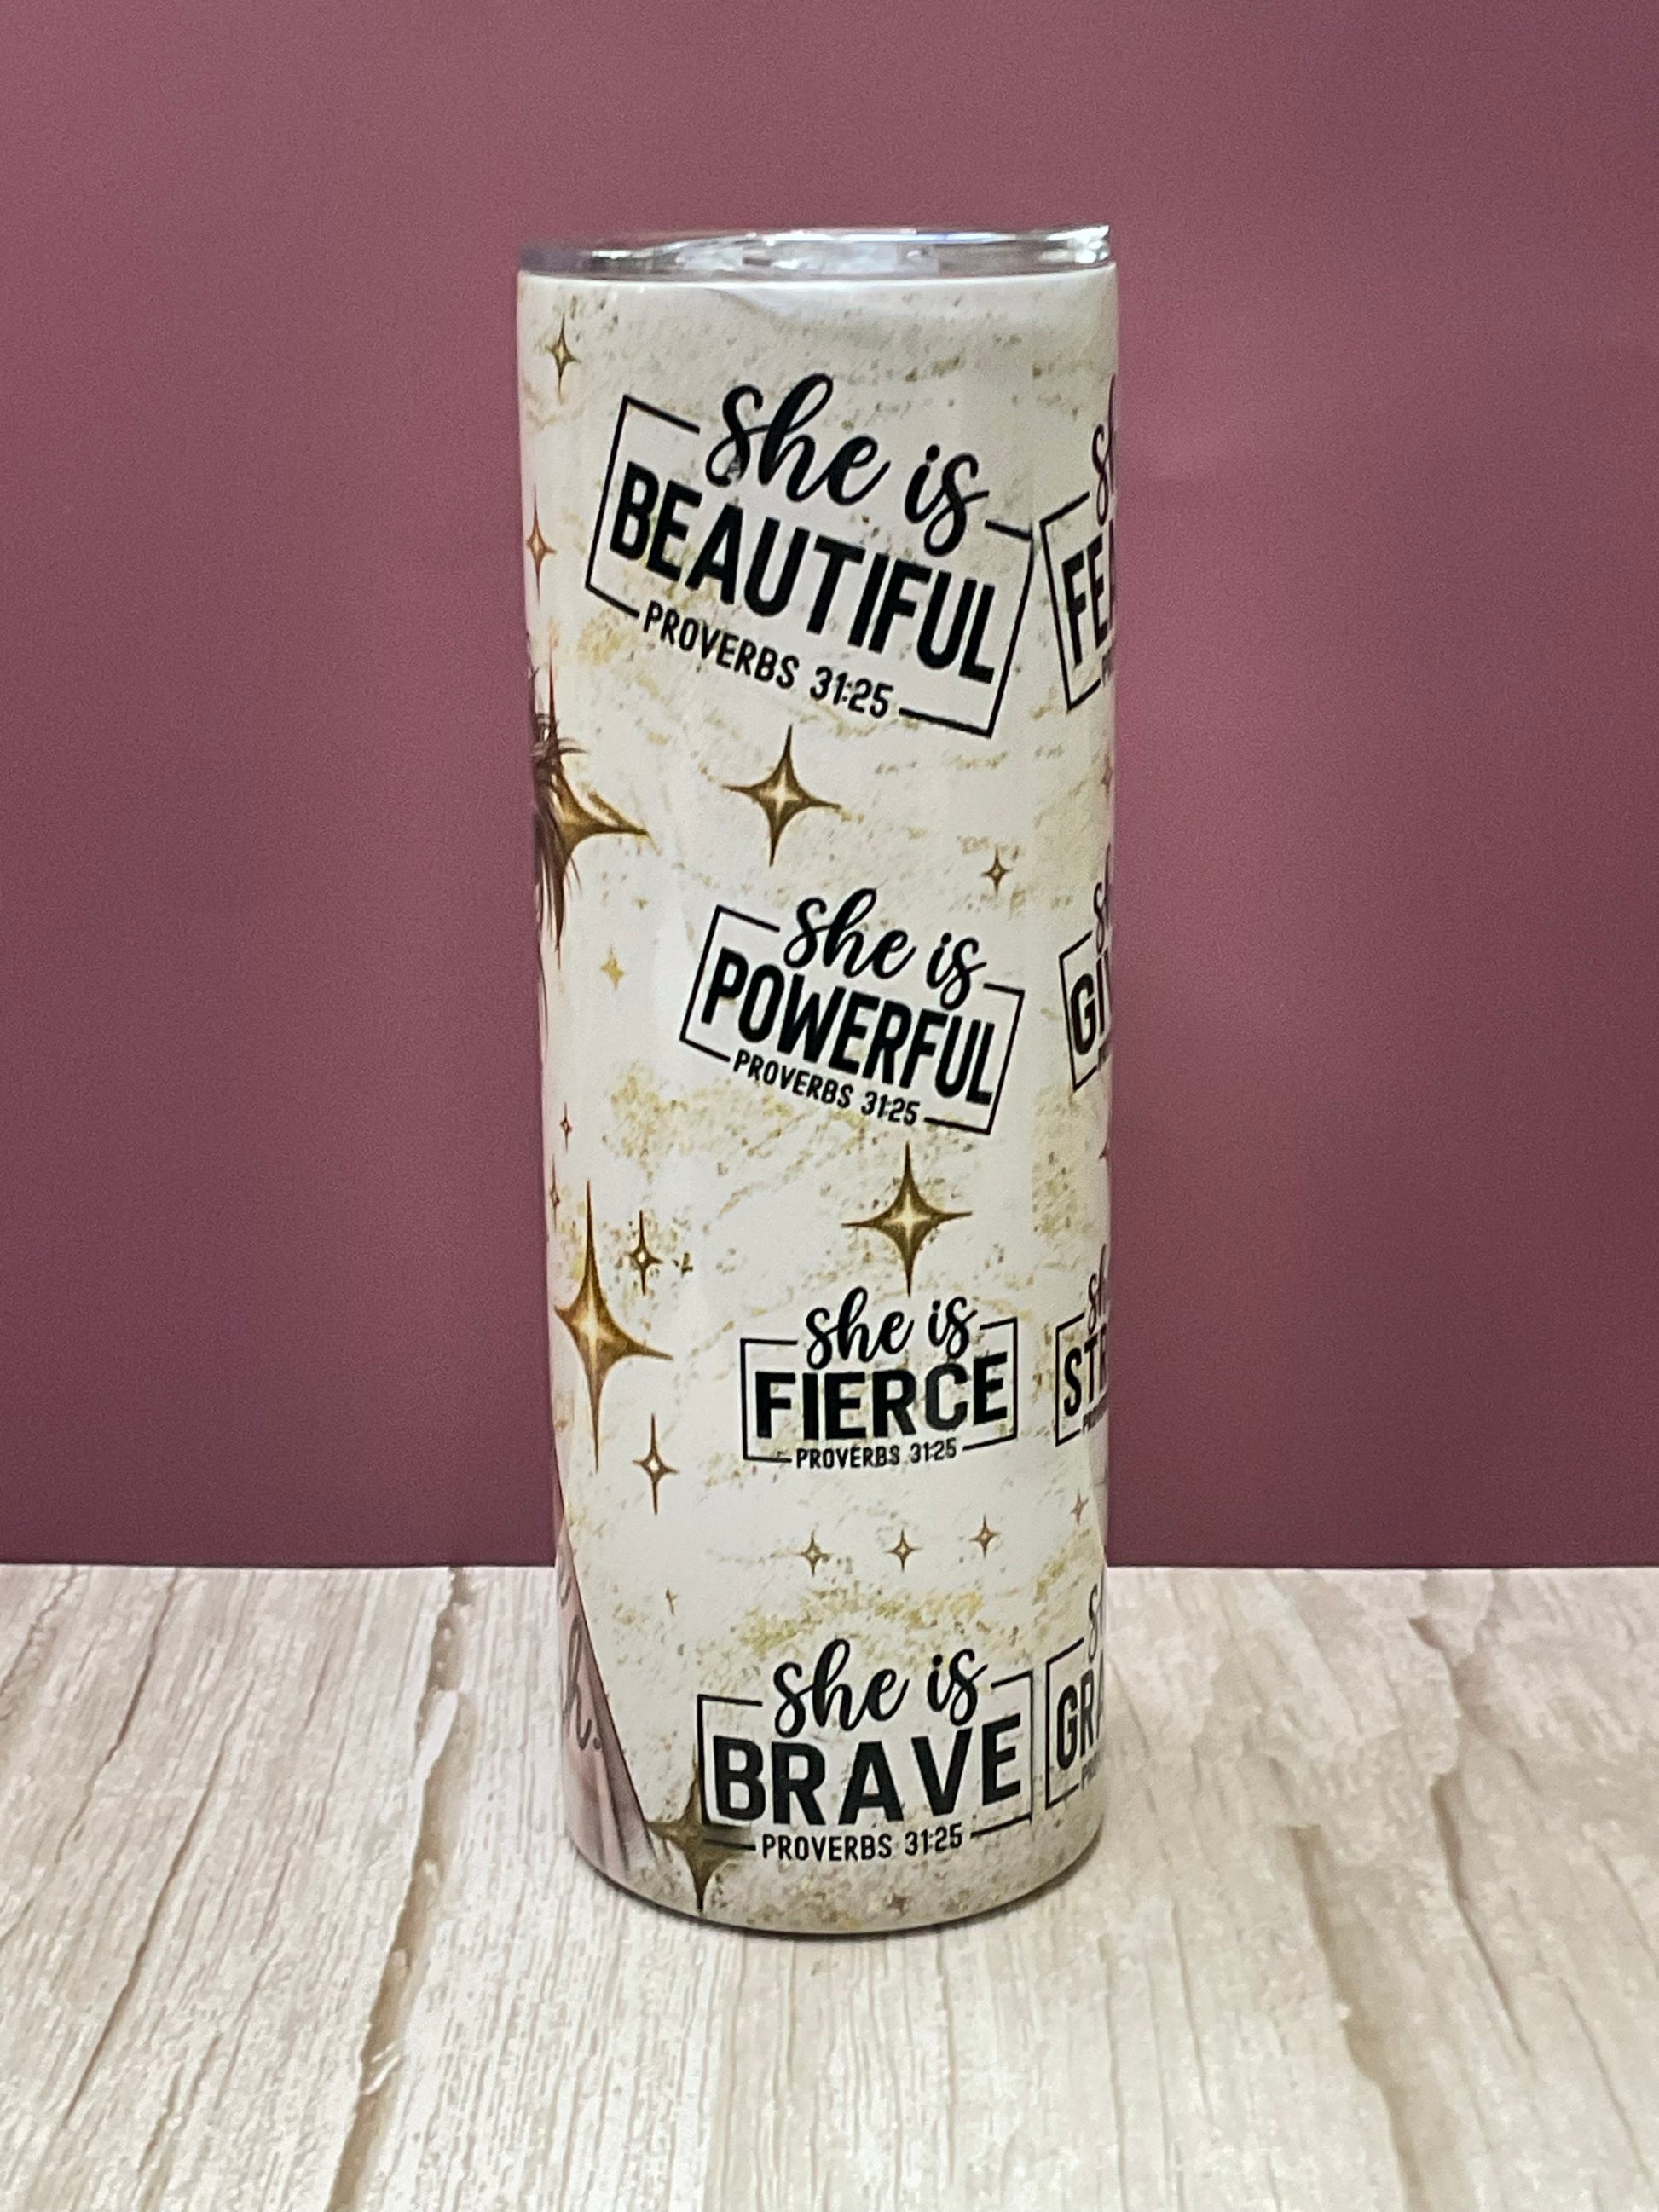 she is
BEAUTIFUL
PROVERBS 31:25
she is
POWERFUL
PROVERBS 31:25
she is
FIERCE
PROVERBS 31:25
she is
BRAVE
PROVERBS 31:25